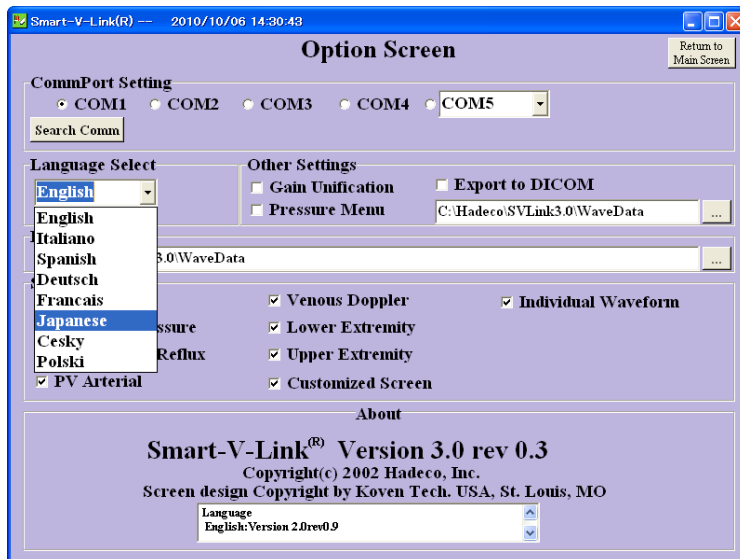 Smart-V-Link(R) -- 2010/10/06 14:30:43
Option Screen
Return to
Main Screen
CommPort Setting
COM1 COM2 COM3 COM4 COM5
Search Comm
Language Select
English
English
Italiano
Spanish
Deutsch
Francais
Japanese
Cesky
Polski
Other Settings
Gain Unification
Export to DICOM
Pressure Menu
C:\Hadeco\SVLink3.0\WaveData
...
3.0\WaveData
...
Venous Doppler
Individual Waveform
Lower Extremity
Reflux
Upper Extremity
PV Arterial
Customized Screen
About
Smart-V-Link(R) Version 3.0 rev 0.3
Copyright(c) 2002 Hadeco, Inc.
Screen design Copyright by Koven Tech. USA, St. Louis, MO
Language
English:Version 2.0rev0.9